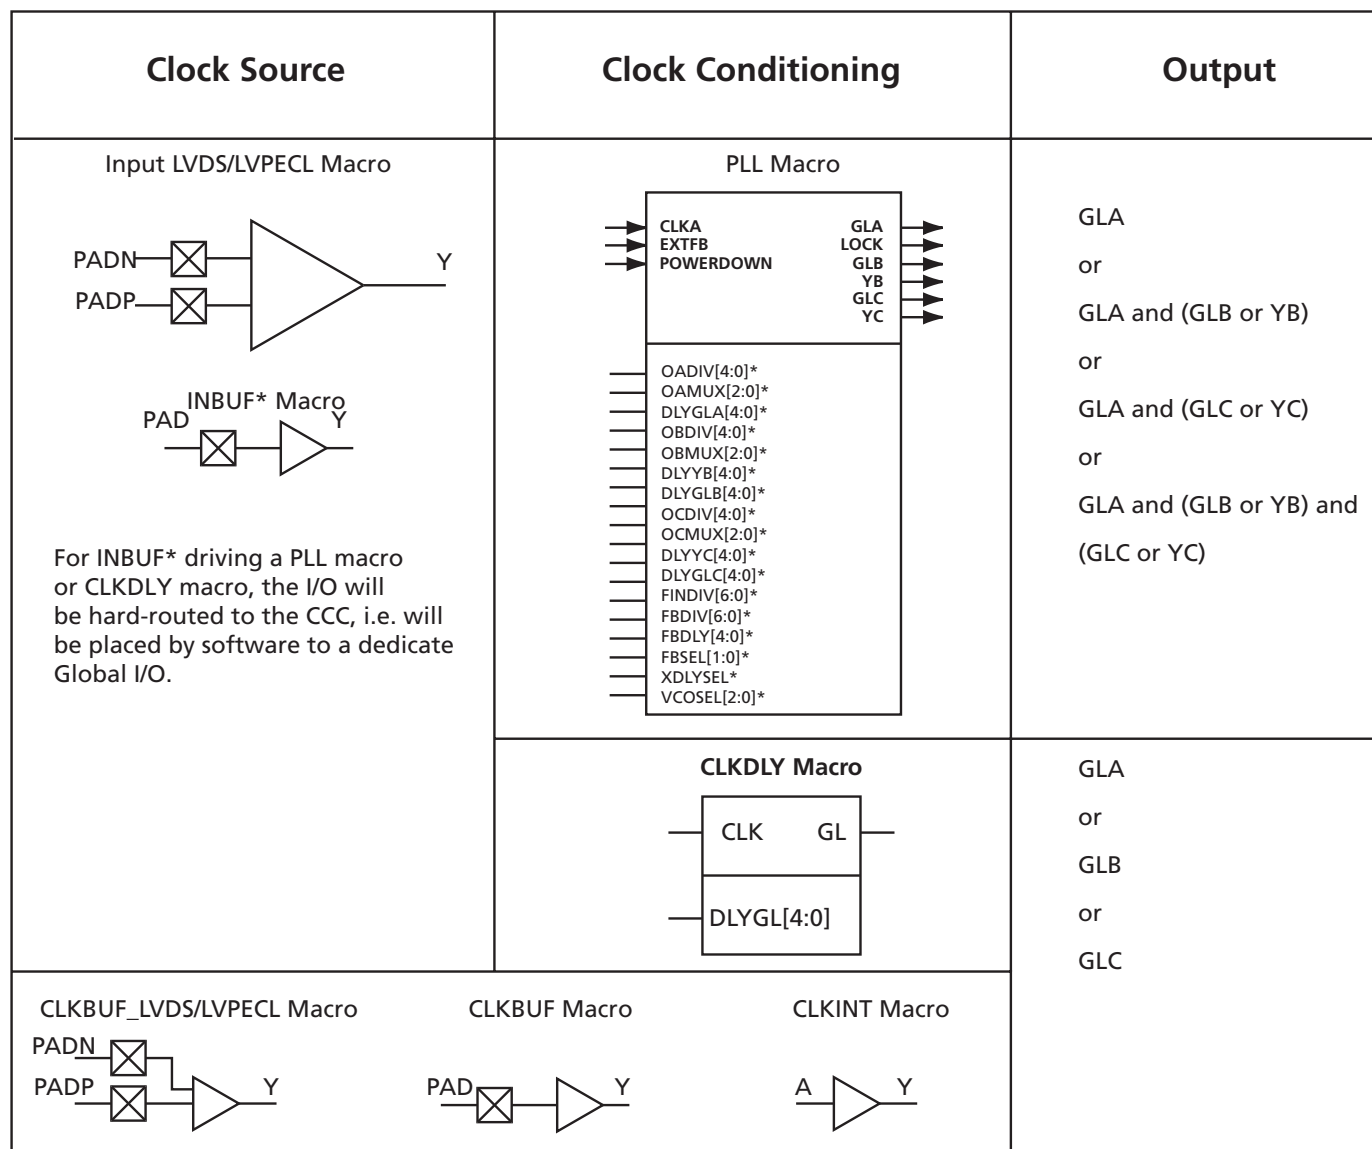 Clock Source
Clock Conditioning
Output
Input LVDS/LVPECL Macro
PADN
PADP
Y
INBUF* Macro
PAD
Y
For INBUF* driving a PLL macro
or CLKDLY macro, the I/O will
be hard-routed to the CCC, i.e. will
be placed by software to a dedicate
Global I/O.
PLL Macro
CLKA
EXTFB
POWERDOWN
GLA
LOCK
GLB
YB
GLC
YC
OADIV[4:0]*
OAMUX[2:0]*
DLYGLA[4:0]*
OBDIV[4:0]*
OBMUX[2:0]*
DLYYB[4:0]*
DLYGLB[4:0]*
OCDIV[4:0]*
OCMUX[2:0]*
DLYYC[4:0]*
DLYGLC[4:0]*
FINDIV[6:0]*
FBDIV[6:0]*
FBDLY[4:0]*
FBSEL[1:0]*
XDLYSEL*
VCOSEL[2:0]*
GLA
or
GLA and (GLB or YB)
or
GLA and (GLC or YC)
or
GLA and (GLB or YB) and
(GLC or YC)
CLKDLY Macro
CLK GL
DLYGL[4:0]
GLA
or
GLB
or
GLC
CLKBUF_LVDS/LVPECL Macro
PADN
PADP
Y
CLKBUF Macro
PAD
Y
CLKINT Macro
A
Y